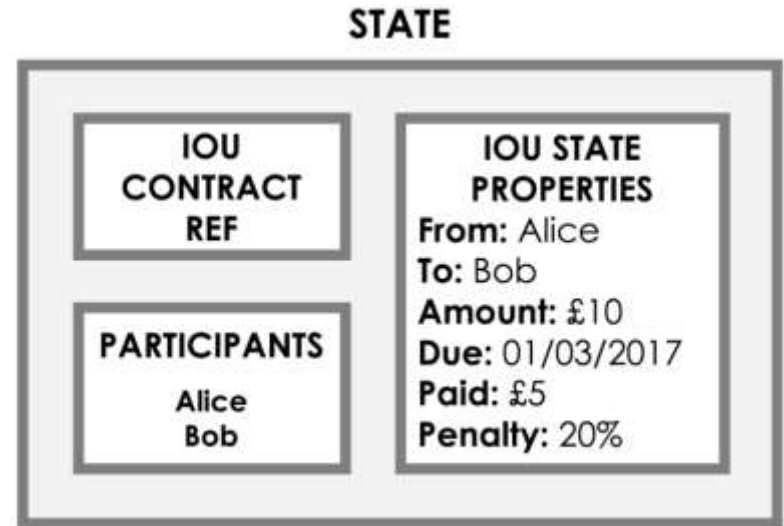 STATE
IOU
CONTRACT
REF
PARTICIPANTS
Alice
Bob
IOU STATE
PROPERTIES
From: Alice
To: Bob
Amount: £10
Due: 01/03/2017
Paid: £5
Penalty: 20%